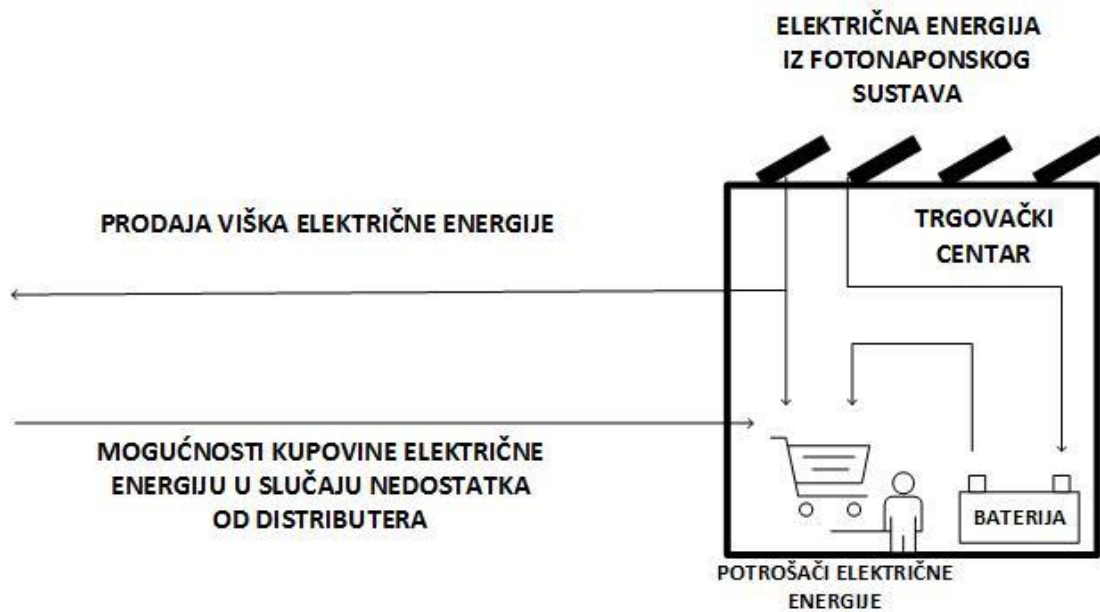 ELEKTRIČNA ENERGIJA
IZ FOTONAPONSKOG
SUSTAVA
PRODAJA VIŠKA ELEKTRIČNE ENERGIJE
TRGOVAČKI
CENTAR
MOGUĆNOSTI KUPOVINE ELEKTRIČNE
ENERGIJU U SLUČAJU NEDOSTATKA
OD DISTRIBUTERA
BATERIJA
POTROŠAČI ELEKTRIČNE
ENERGIJE